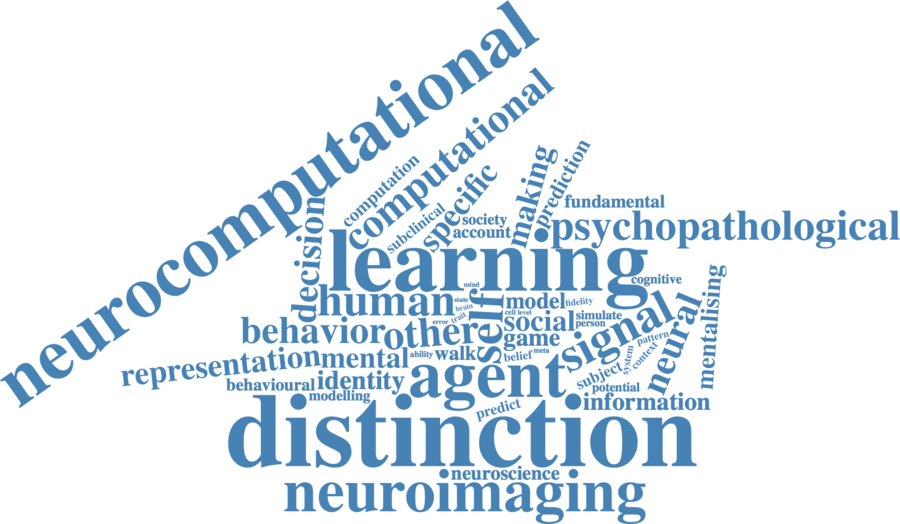 neurocomputational
computational
computation
subclinical
specific
making
prediction
decision
society
account
fundamental
psychopathological
learning
cognitive
mind
human
state
brain
error
trait
self
model
fidelity
cell level
simulate
person
social
signal
neural
mentalising
behavior
other
game
pattern
context
system
representation
mental
ability
walk
belief
meta
subject
potential
behavioural
identity
modelling
agent
information
predict
distinction
neuroscience
neuroimaging